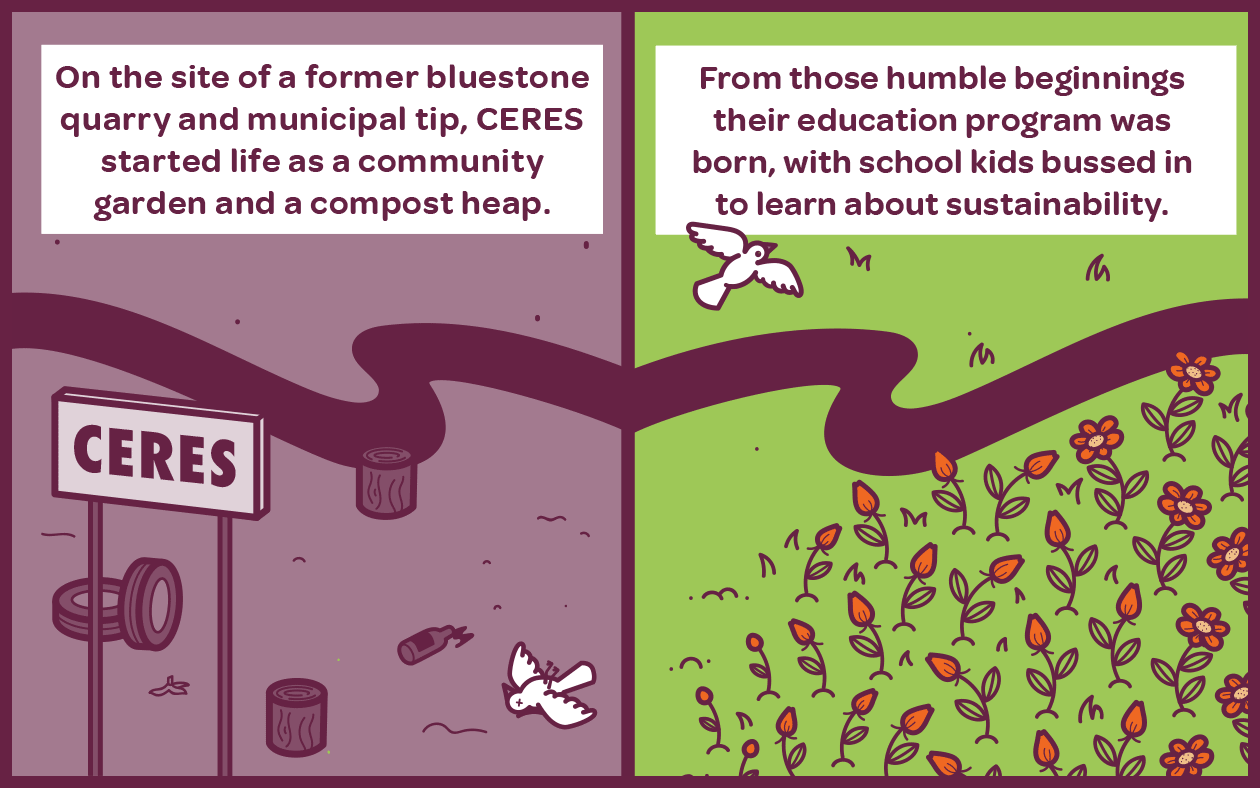 On the site of a former bluestone
quarry and municipal tip, CERES
started life as a community
garden and a compost heap.
CERES
From those humble beginnings
their education program was
born, with school kids bussed in
to learn about sustainability.